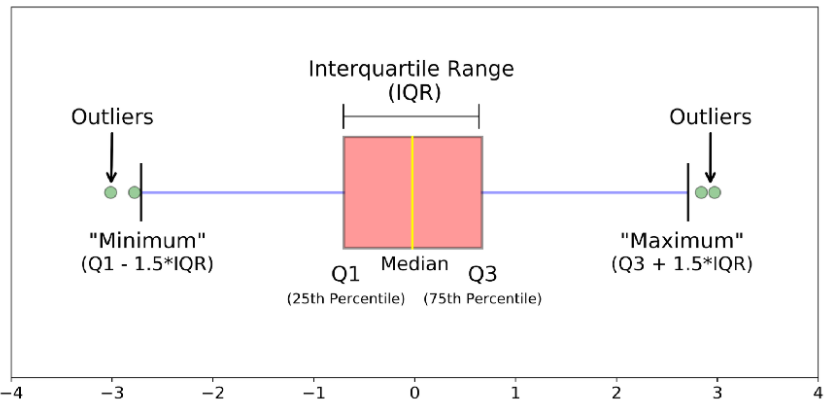 Interquartile Range
(IQR)
Outliers
Outliers
"Minimum"
(Q1 - 1.5*IQR)
"Maximum"
(Q3 + 1.5*IQR)
Median
Q1
Q3
(25th Percentile)
(75th Percentile)
−4
−3
−2
−1
0
1
2
3
4